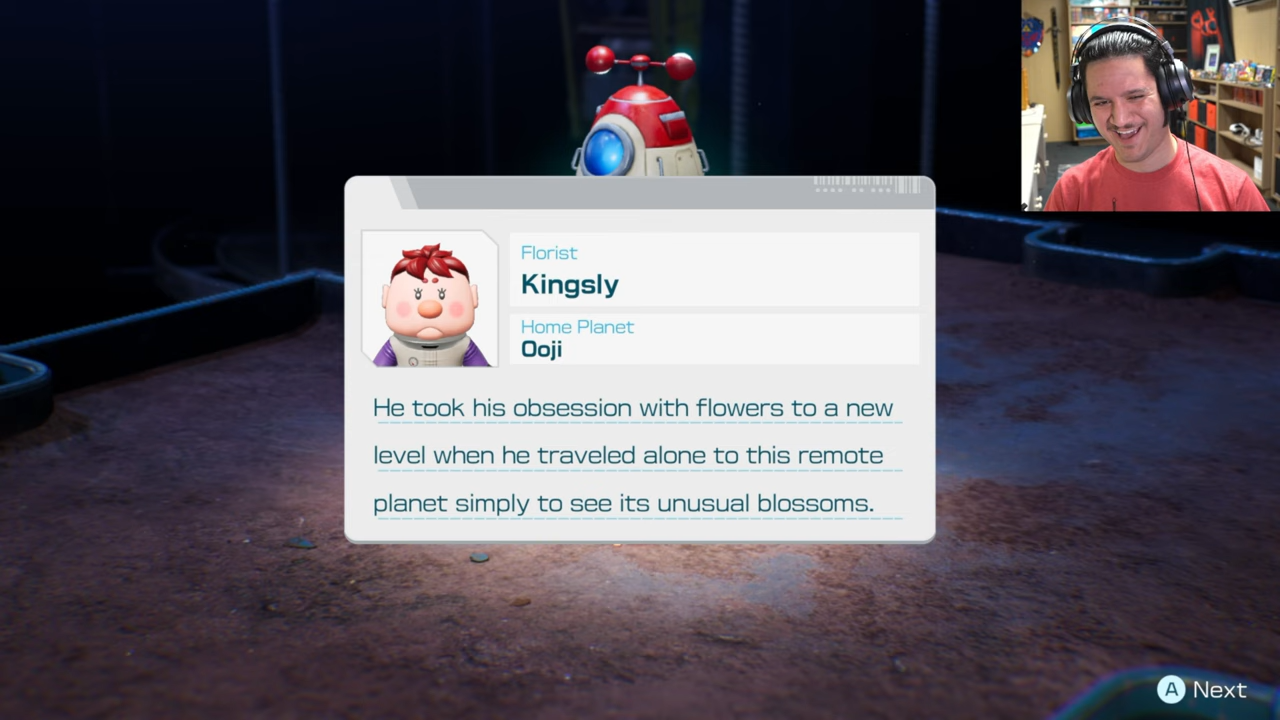 Florist
Kingsly
Home Planet
Ooji
He took his obsession with flowers to a new
level when he traveled alone to this remote
planet simply to see its unusual blossoms.
A Next